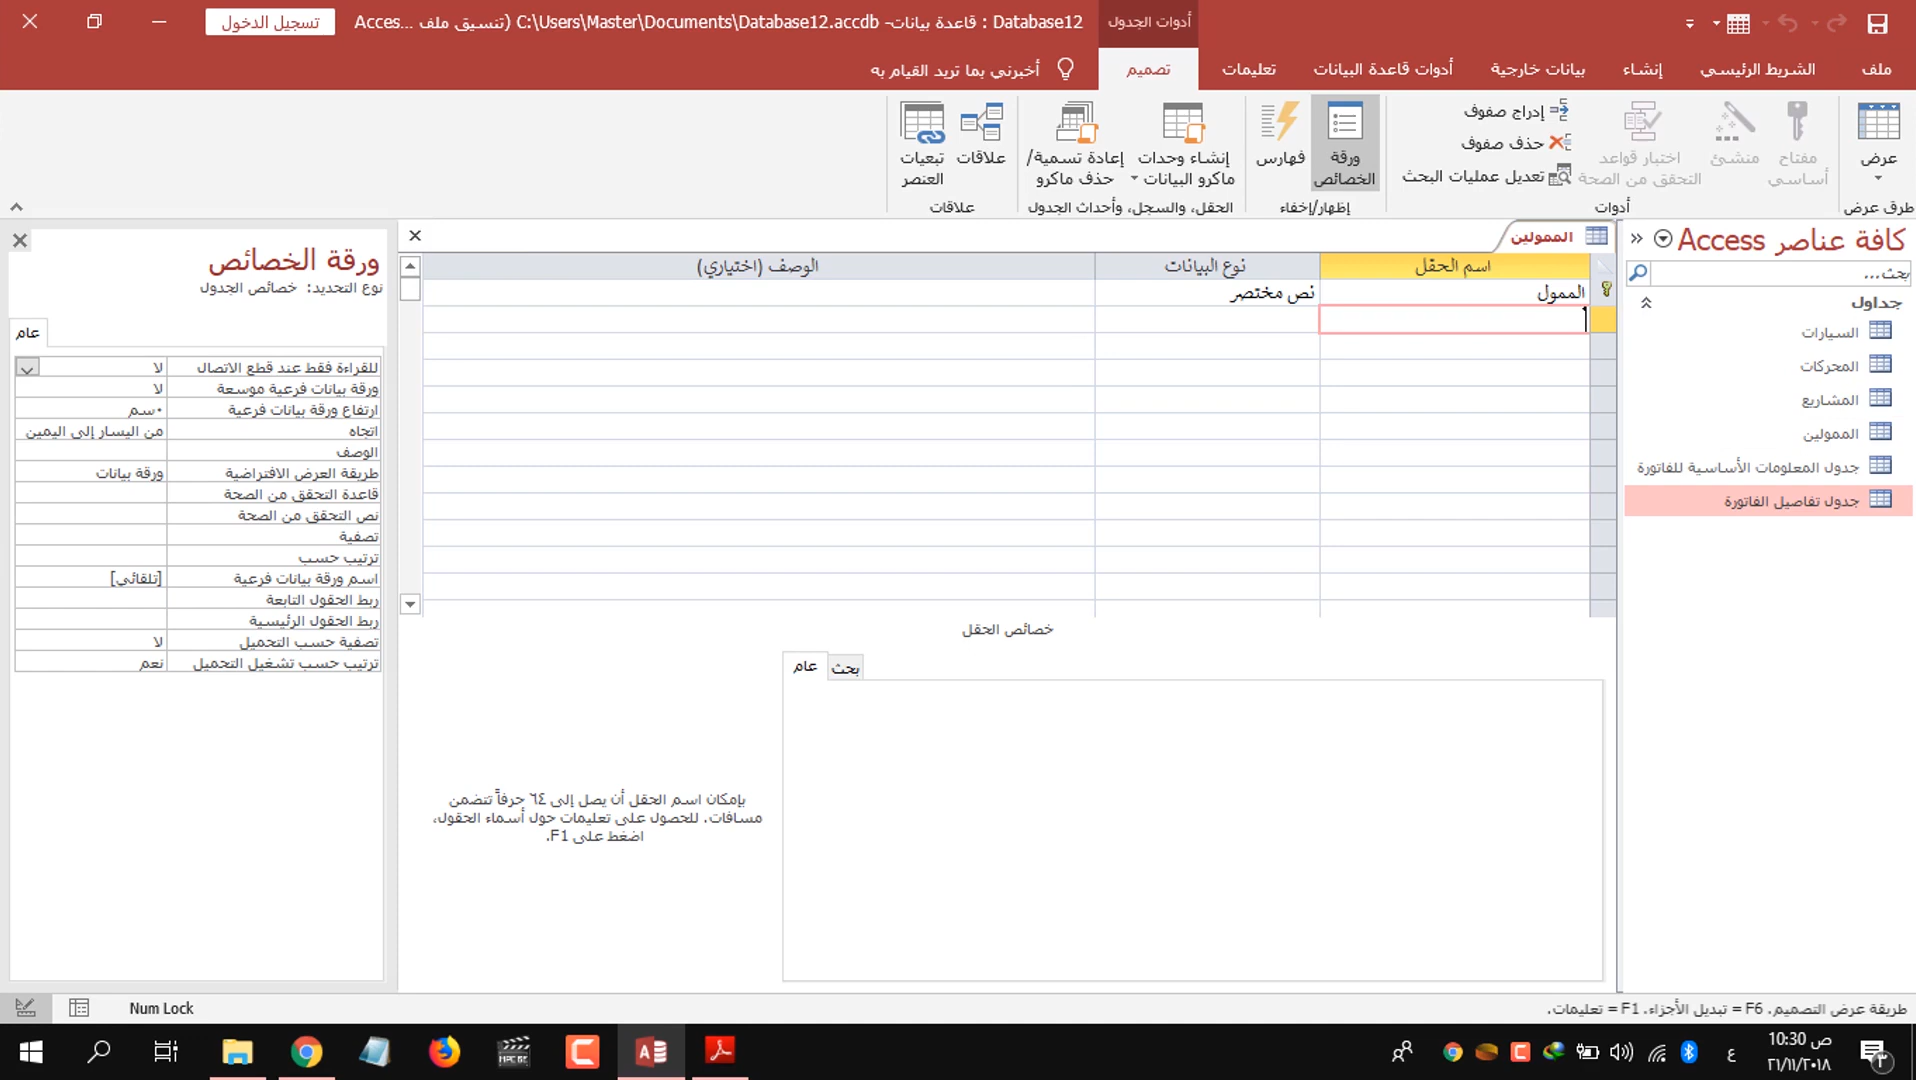 أدوات الجدول
Database12 : قاعدة بيانات- C:\Users\Master\Documents\Database12.accdb (تنسيق ملف Acces...
تسجيل الدخول
ملف
الشريط الرئيسي
إنشاء
بيانات خارجية
أدوات قاعدة البيانات
تعليمات
تصميم
أخبرني بما تريد القيام به
عرض
طرق عرض
مفتاح
أساسي
منشئ
اختبار قواعد
التحقق من الصحة
إدراج صفوف
حذف صفوف
تعديل عمليات البحث
أدوات
ورقة
الخصائص
فهارس
إظهار/إخفاء
إنشاء وحدات
ماكرو البيانات
إعادة تسمية/
حذف ماكرو
الحقل، والسجل، وأحداث الجدول
علاقات
تبعيات
العنصر
علاقات
كافة عناصر Access
بحث...
جداول
السيارات
المحركات
المشاريع
الممولين
جدول المعلومات الأساسية للفاتورة
جدول تفاصيل الفاتورة
الممولين
اسم الحقل
نوع البيانات
الوصف (اختياري)
الممول
نص مختصر
خصائص الحقل
عام
بحث
بإمكان اسم الحقل أن يصل إلى ٦٤ حرفاً تتضمن
مسافات. للحصول على تعليمات حول أسماء الحقول،
اضغط على F1.
ورقة الخصائص
نوع التحديد: خصائص الجدول
عام
للقراءة فقط عند قطع الاتصال لا
ورقة بيانات فرعية موسعة لا
ارتفاع ورقة بيانات فرعية ٠سم
اتجاه من اليسار إلى اليمين
الوصف
طريقة العرض الافتراضية ورقة بيانات
قاعدة التحقق من الصحة
نص التحقق من الصحة
تصفية
ترتيب حسب
اسم ورقة بيانات فرعية [تلقائي]
ربط الحقول التابعة
ربط الحقول الرئيسية
تصفية حسب التحميل لا
ترتيب حسب تشغيل التحميل نعم
طريقة عرض التصميم. F6 = تبديل الأجزاء. F1 = تعليمات.
Num Lock
MPC BE
ع
10:30 ص
٢١/١١/٢٠١٨
٣